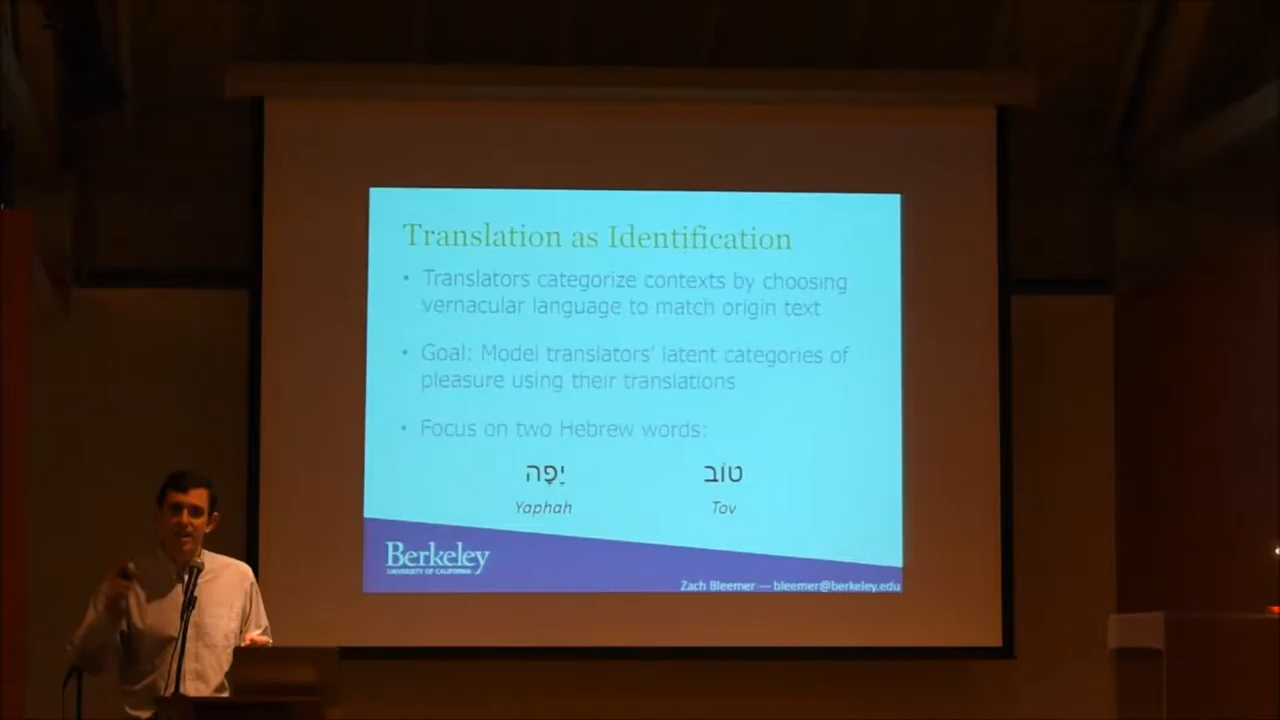 Translation as Identification
• Translators categorize contexts by choosing
vernacular language to match origin text
• Goal: Model translators' latent categories of
pleasure using their translations
• Focus on two Hebrew words:
יָפָה טוֹב
Yaphah Tov
Berkeley
UNIVERSITY OF CALIFORNIA
Zach Bleemer — bleemer@berkeley.edu